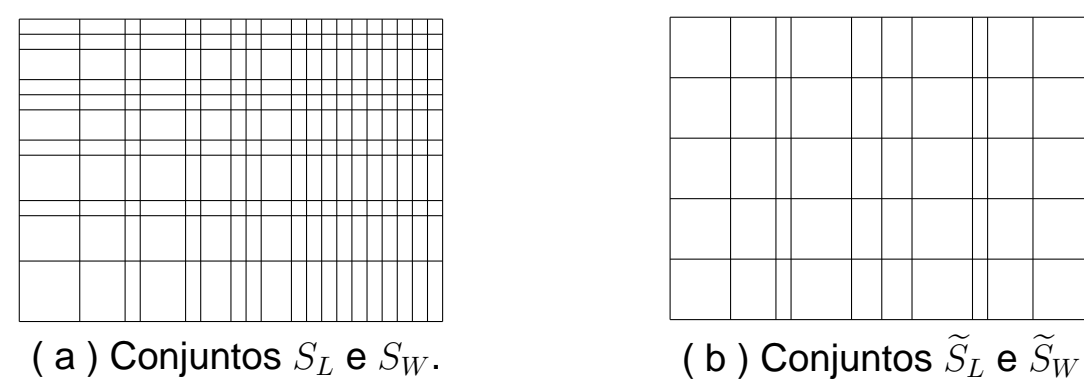 ( a ) Conjuntos $S_L$ e $S_W$.
( b ) Conjuntos $\widetilde{S}_L$ e $\widetilde{S}_W$